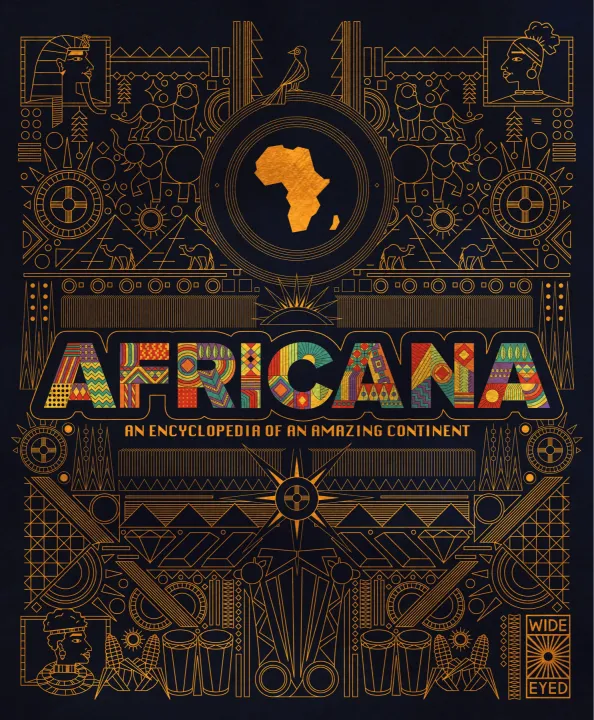 AFRICANA
AN ENCYCLOPEDIA OF AN AMAZING CONTINENT
WIDE
EYED